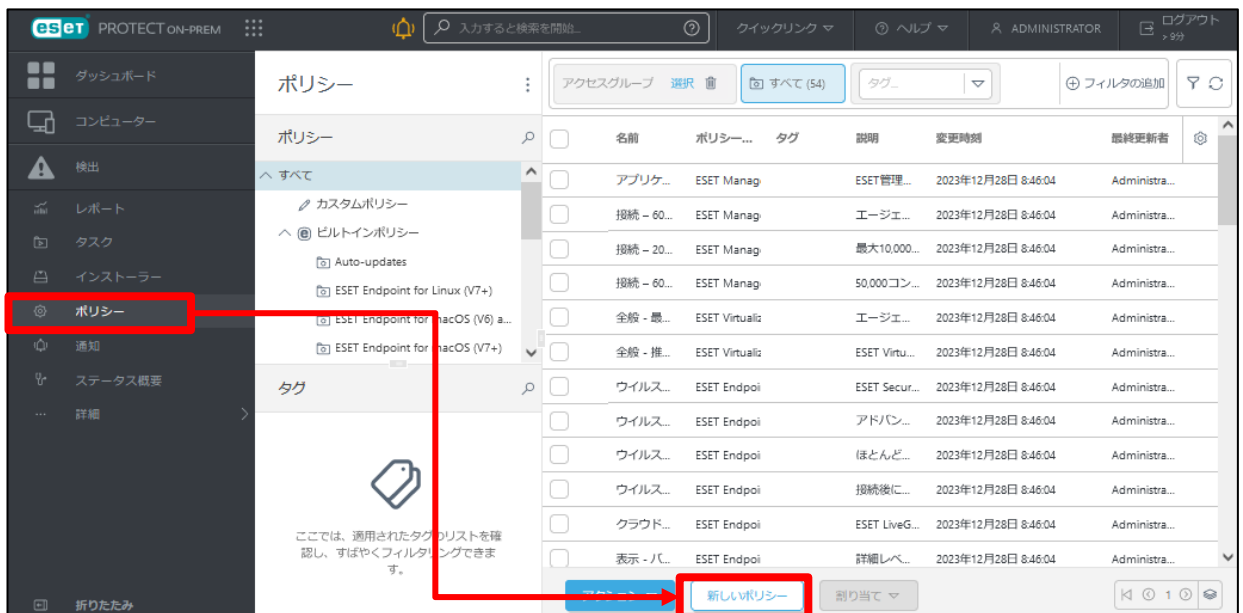 eset PROTECT ON-PREM
入力すると検索を開始...
クイックリンク
ヘルプ
ADMINISTRATOR
ログアウト
>9分
ダッシュボード
コンピューター
検出
レポート
タスク
インストーラー
ポリシー
通知
ステータス概要
詳細
折りたたみ
ポリシー
ポリシー
すべて
カスタムポリシー
ビルトインポリシー
Auto-updates
ESET Endpoint for Linux (V7+)
ESET Endpoint for macOS (V6) a...
ESET Endpoint for macOS (V7+)
タグ
ここでは、適用されたタグのリストを確
認し、すばやくフィルタリングできま
す。
アクセスグループ 選択 すべて (54) タグ... フィルタの追加
名前 ポリシー... タグ 説明 変更時刻 最終更新者
アプリケ... ESET Manag ESET管理... 2023年12月28日 8:46:04 Administra...
接続 – 60... ESET Manag エージェ... 2023年12月28日 8:46:04 Administra...
接続 – 20... ESET Manag 最大10,000... 2023年12月28日 8:46:04 Administra...
接続 – 60... ESET Manag 50,000コン... 2023年12月28日 8:46:04 Administra...
全般 - 最... ESET Virtualiz エージェ... 2023年12月28日 8:46:04 Administra...
全般 - 推... ESET Virtualiz ESET Virtu... 2023年12月28日 8:46:04 Administra...
ウイルス... ESET Endpoi ESET Secur... 2023年12月28日 8:46:04 Administra...
ウイルス... ESET Endpoi アドバン... 2023年12月28日 8:46:04 Administra...
ウイルス... ESET Endpoi ほとんど... 2023年12月28日 8:46:04 Administra...
ウイルス... ESET Endpoi 接続後に... 2023年12月28日 8:46:04 Administra...
クラウド... ESET Endpoi ESET LiveG... 2023年12月28日 8:46:04 Administra...
表示 - バ... ESET Endpoi 詳細レベ... 2023年12月28日 8:46:04 Administra...
アクション 新しいポリシー 割り当て 1